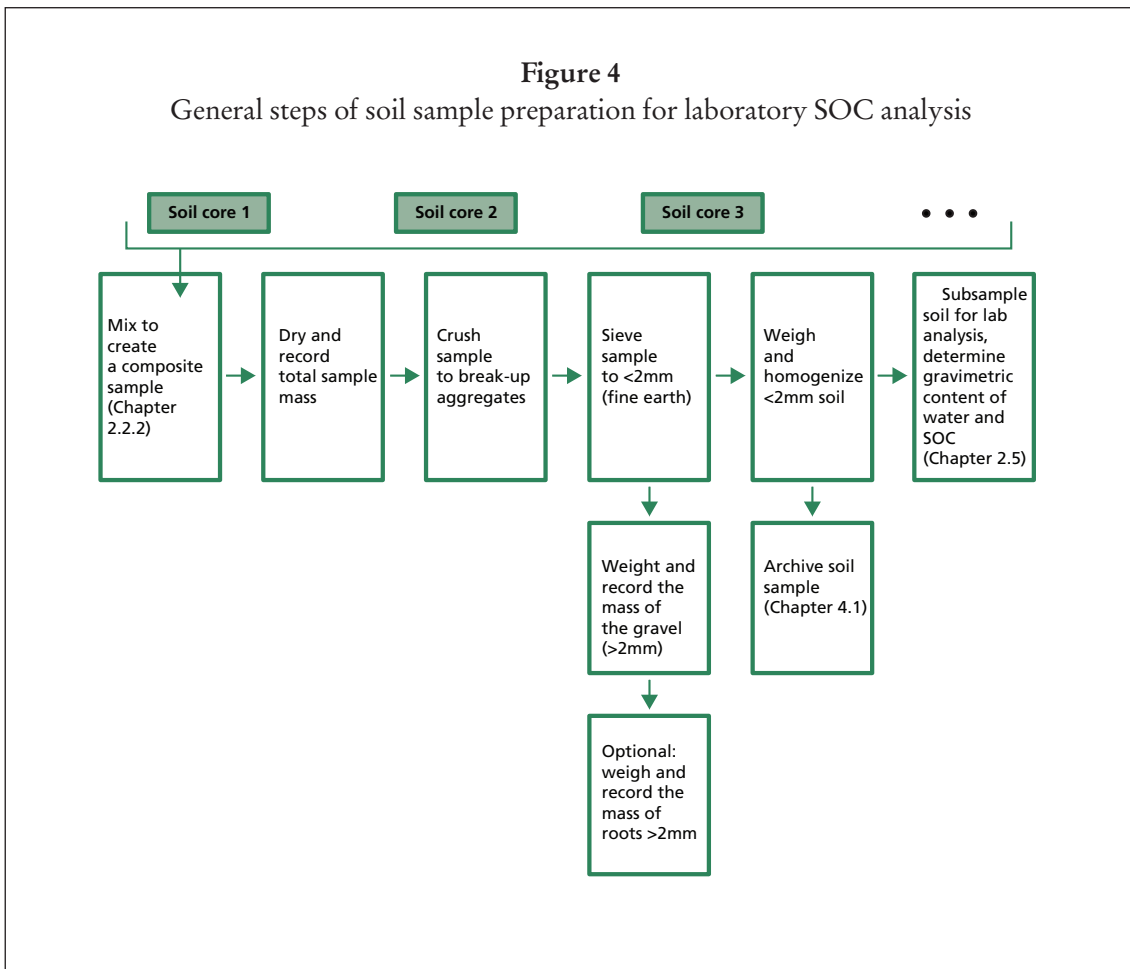 Figure 4
General steps of soil sample preparation for laboratory SOC analysis
Soil core 1
Soil core 2
Soil core 3
• • •
Mix to
create
a composite
sample
(Chapter
2.2.2)
Dry and
record
total sample
mass
Crush
sample
to break-up
aggregates
Sieve
sample
to <2mm
(fine earth)
Weigh
and
homogenize
<2mm soil
Subsample
soil for lab
analysis,
determine
gravimetric
content of
water and
SOC
(Chapter 2.5)
Weight and
record the
mass of
the gravel
(>2mm)
Archive soil
sample
(Chapter 4.1)
Optional:
weigh and
record the
mass of
roots >2mm